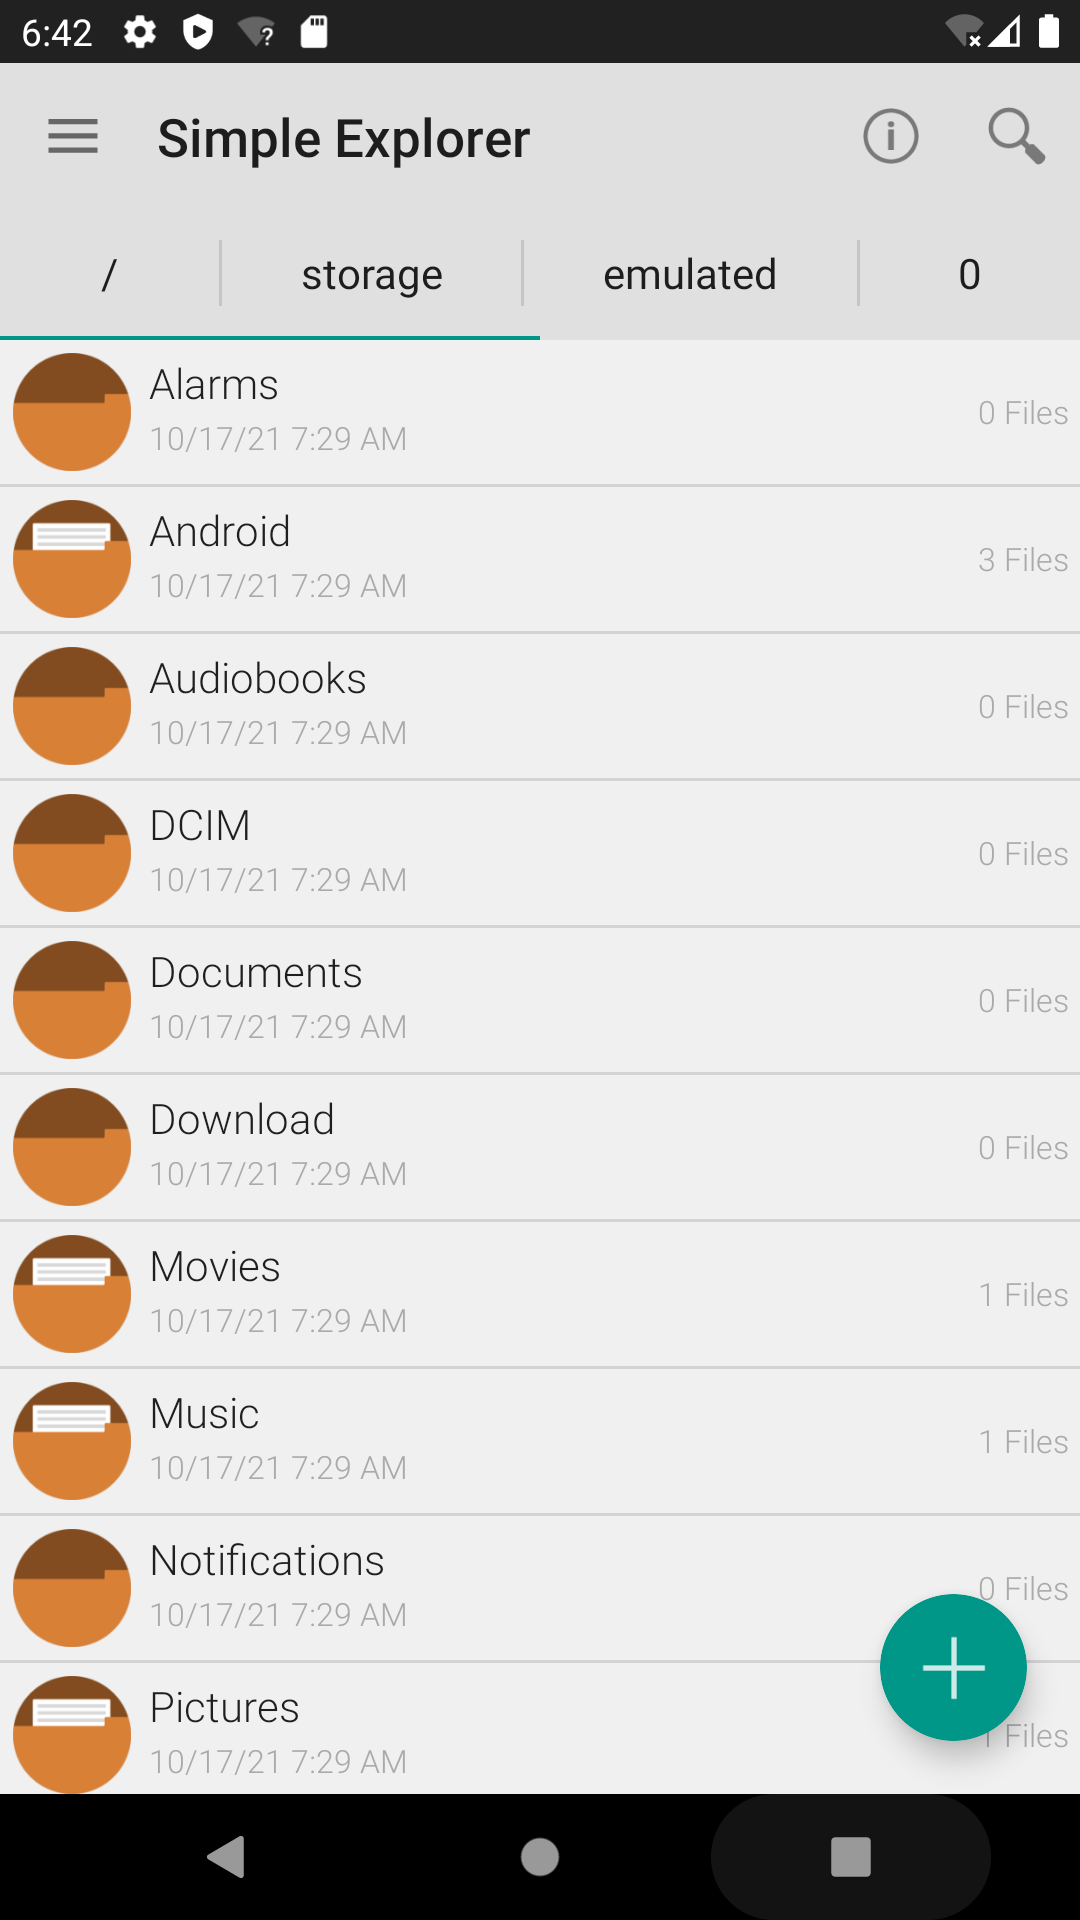 6:42
Simple Explorer
/ storage emulated 0
Alarms
10/17/21 7:29 AM
0 Files
Android
10/17/21 7:29 AM
3 Files
Audiobooks
10/17/21 7:29 AM
0 Files
DCIM
10/17/21 7:29 AM
0 Files
Documents
10/17/21 7:29 AM
0 Files
Download
10/17/21 7:29 AM
0 Files
Movies
10/17/21 7:29 AM
1 Files
Music
10/17/21 7:29 AM
1 Files
Notifications
10/17/21 7:29 AM
0 Files
Pictures
10/17/21 7:29 AM
1 Files